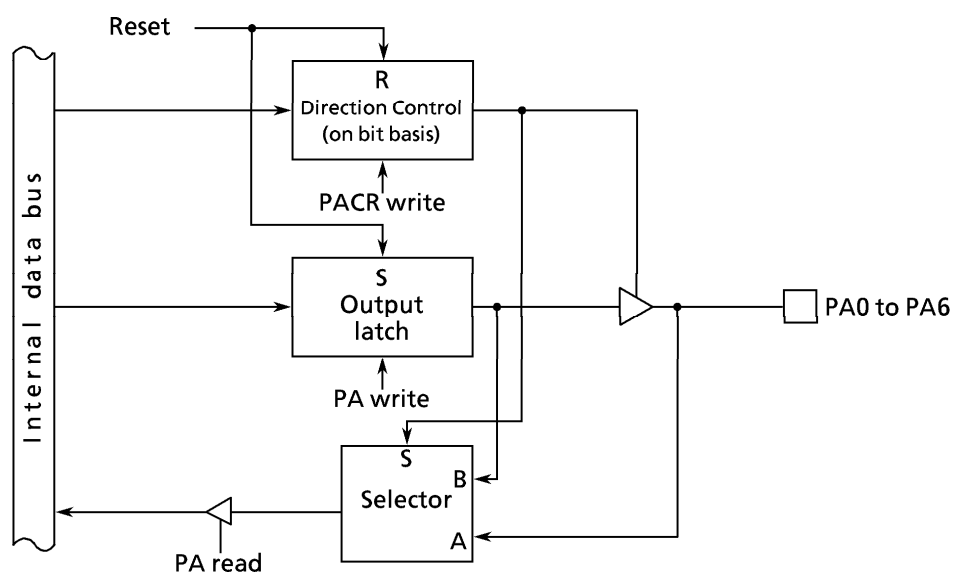 Reset
R
Direction Control
(on bit basis)
PACR write
Internal data bus
S
Output
latch
PA0 to PA6
PA write
S
B
Selector
A
PA read